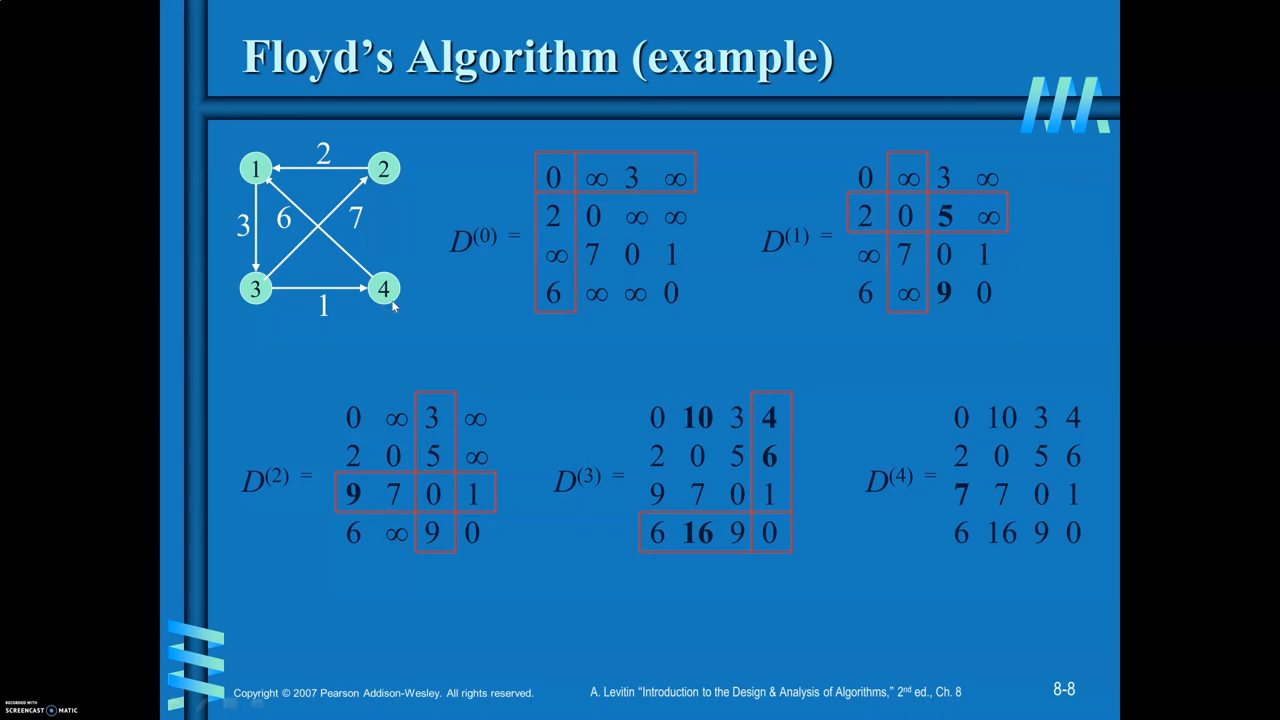 Floyd’s Algorithm (example)
1 2 2
3 6 7
3 1 4
D(0) =
0 ∞ 3 ∞
2 0 ∞ ∞
∞ 7 0 1
6 ∞ ∞ 0
D(1) =
0 ∞ 3 ∞
2 0 5 ∞
∞ 7 0 1
6 ∞ 9 0
D(2) =
0 ∞ 3 ∞
2 0 5 ∞
9 7 0 1
6 ∞ 9 0
D(3) =
0 10 3 4
2 0 5 6
9 7 0 1
6 16 9 0
D(4) =
0 10 3 4
2 0 5 6
7 7 0 1
6 16 9 0
Copyright © 2007 Pearson Addison-Wesley. All rights reserved.
A. Levitin “Introduction to the Design & Analysis of Algorithms,” 2nd ed., Ch. 8
8-8
RECORDED WITH
SCREENCAST MATIC